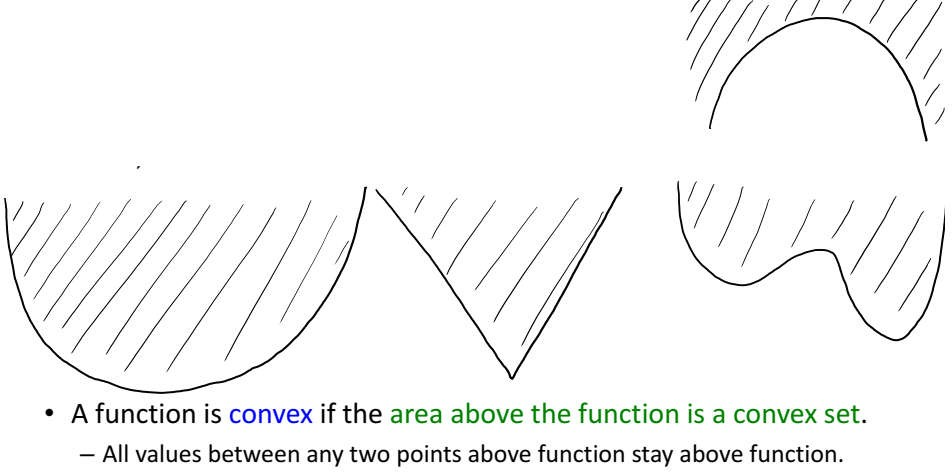 • A function is convex if the area above the function is a convex set.
– All values between any two points above function stay above function.